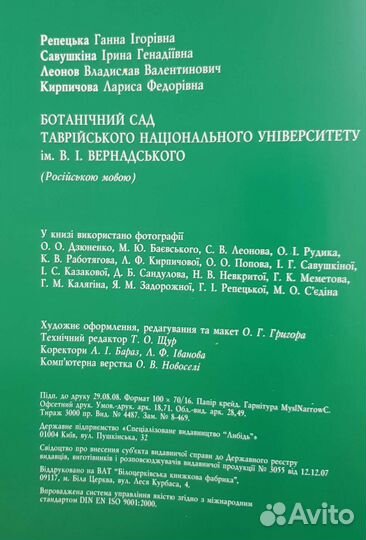 Репецька Ганна Ігорівна
Савушкіна Ірина Генадіївна
Леонов Владислав Валентинович
Кирпичова Лариса Федорівна
БОТАНІЧНИЙ САД
ТАВРІЙСЬКОГО НАЦІОНАЛЬНОГО УНІВЕРСИТЕТУ
ім. В. І. ВЕРНАДСЬКОГО
(Російською мовою)
У книзі використано фотографії
О. О. Дзюненко, М. Ю. Баєвського, С. В. Леонова, О. І. Рудика,
К. В. Работягова, Л. Ф. Кирпичової, О. О. Попова, І. Г. Савушкіної,
І. С. Казакової, Д. Б. Сандулова, Н. В. Невкритої, Г. К. Меметова,
Г. М. Калягіна, Я. М. Задорожної, Г. І. Репецької, М. О. С'єдіна
Художнє оформлення, редагування та макет О. Г. Григора
Технічний редактор Т. О. Щур
Коректори А. І. Бараз, Л. Ф. Іванова
Комп'ютерна верстка О. В. Новоселі
Підп. до друку 29.08.08. Формат 100 × 70/16. Папір крейд. Гарнітура MyslNarrowC.
Офсетний друк. Умов.-друк. арк. 18,71. Обл.-вид. арк. 28,49.
Тираж 3000 пр. Вид. № 4487. Зам. № 8-469.
Державне підприємство «Спеціалізоване видавництво "Либідь"»
01004 Київ, вул. Пушкінська, 32
Свідоцтво про внесення суб'єкта видавничої справи до Державного реєстру
видавців, виготівників і розповсюджувачів видавничої продукції № 3055 від 12.12.07
Віддруковано на ВАТ "Білоцерківська книжкова фабрика",
09117, м. Біла Церква, вул. Леся Курбаса, 4.
Впроваджена система управління якістю згідно з міжнародним
стандартом DIN EN ISO 9001:2000.
Avito